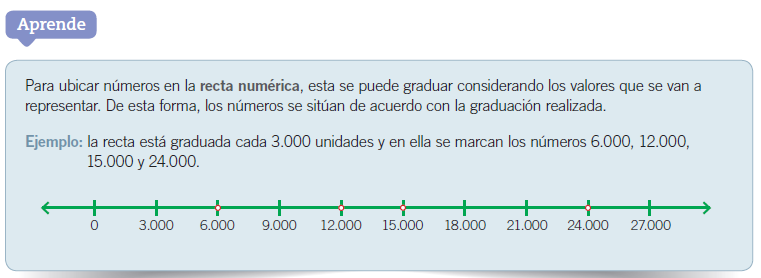 Aprende
Para ubicar números en la recta numérica, esta se puede graduar considerando los valores que se van a
representar. De esta forma, los números se sitúan de acuerdo con la graduación realizada.
Ejemplo: la recta está graduada cada 3.000 unidades y en ella se marcan los números 6.000, 12.000,
15.000 y 24.000.
0 3.000 6.000 9.000 12.000 15.000 18.000 21.000 24.000 27.000